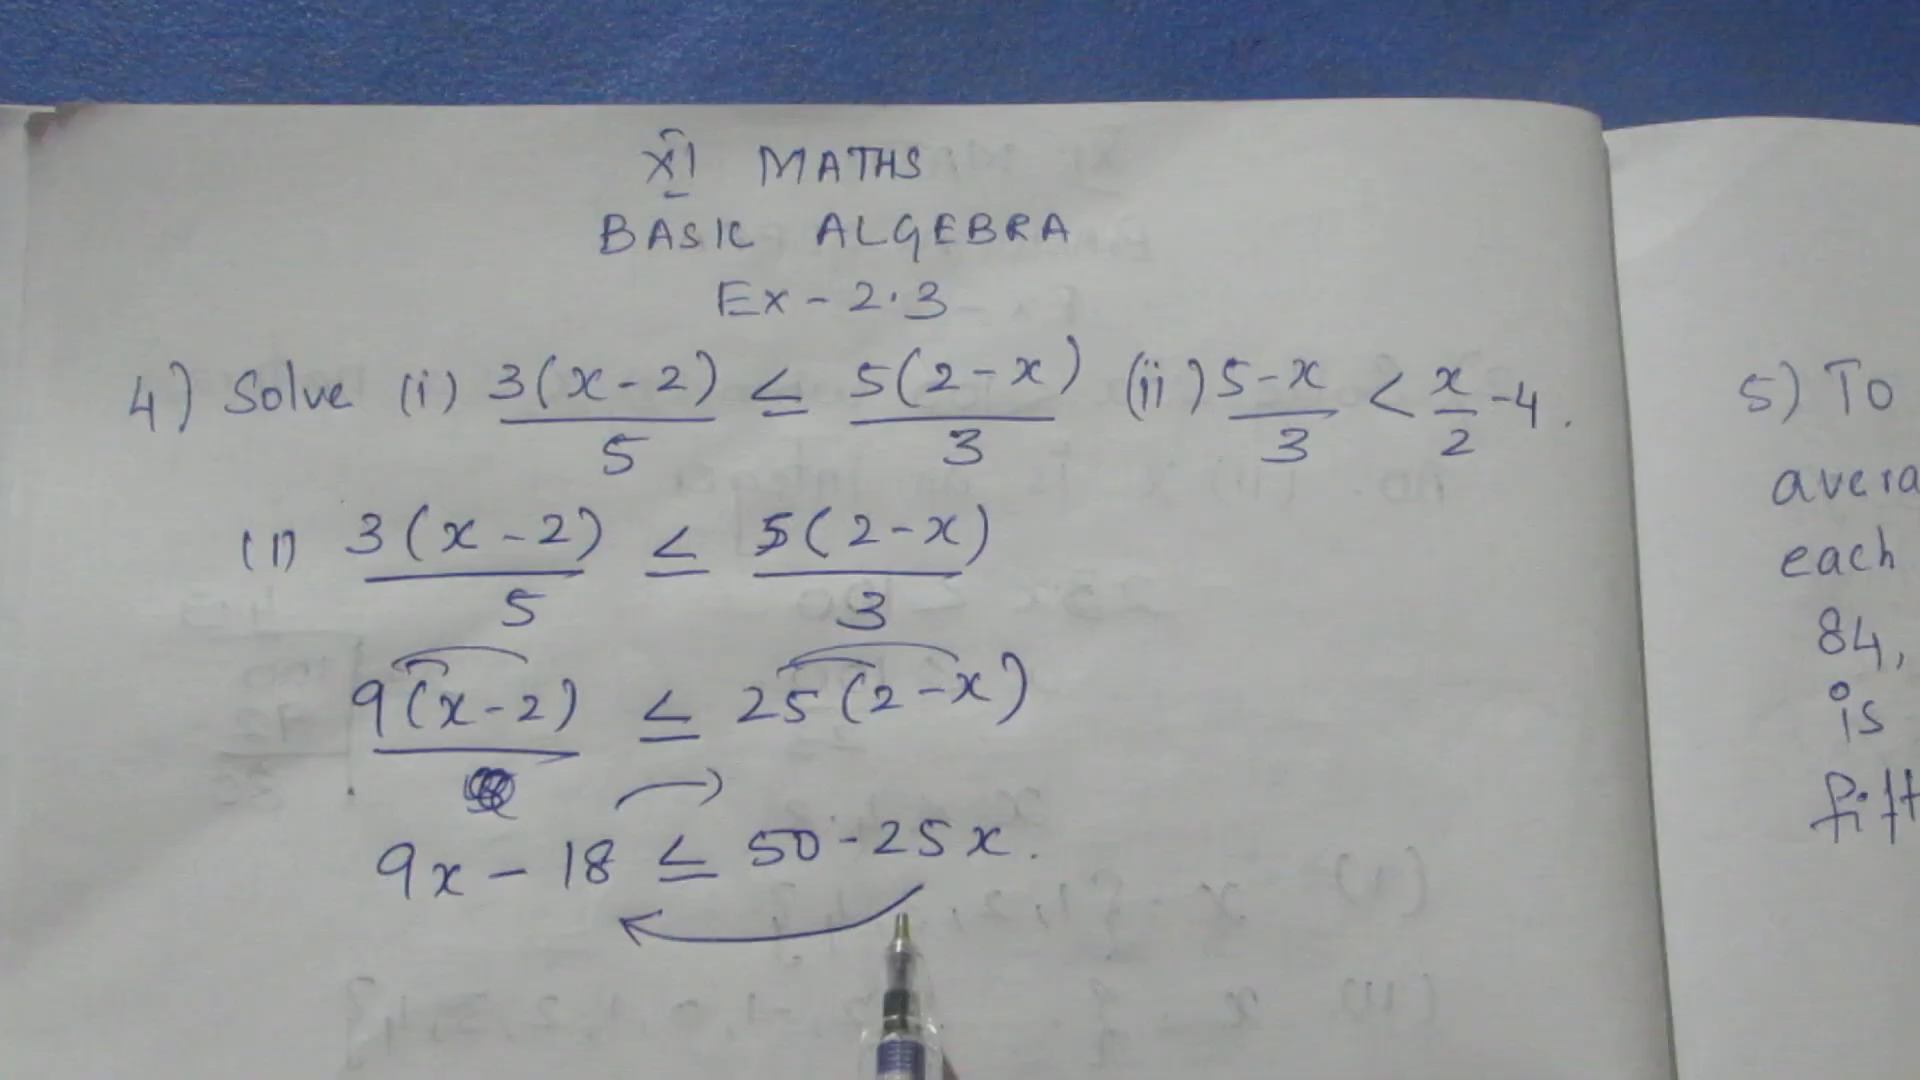 XI MATHS
BASIC ALGEBRA
Ex - 2.3
4) Solve (i) 3(x-2)/5 ≤ 5(2-x)/3 (ii) 5-x/3 < x/2 -4.
(i) 3(x-2)/5 ≤ 5(2-x)/3
9(x-2) ≤ 25(2-x)
9x - 18 ≤ 50 - 25x.
5) To
each
84,
is